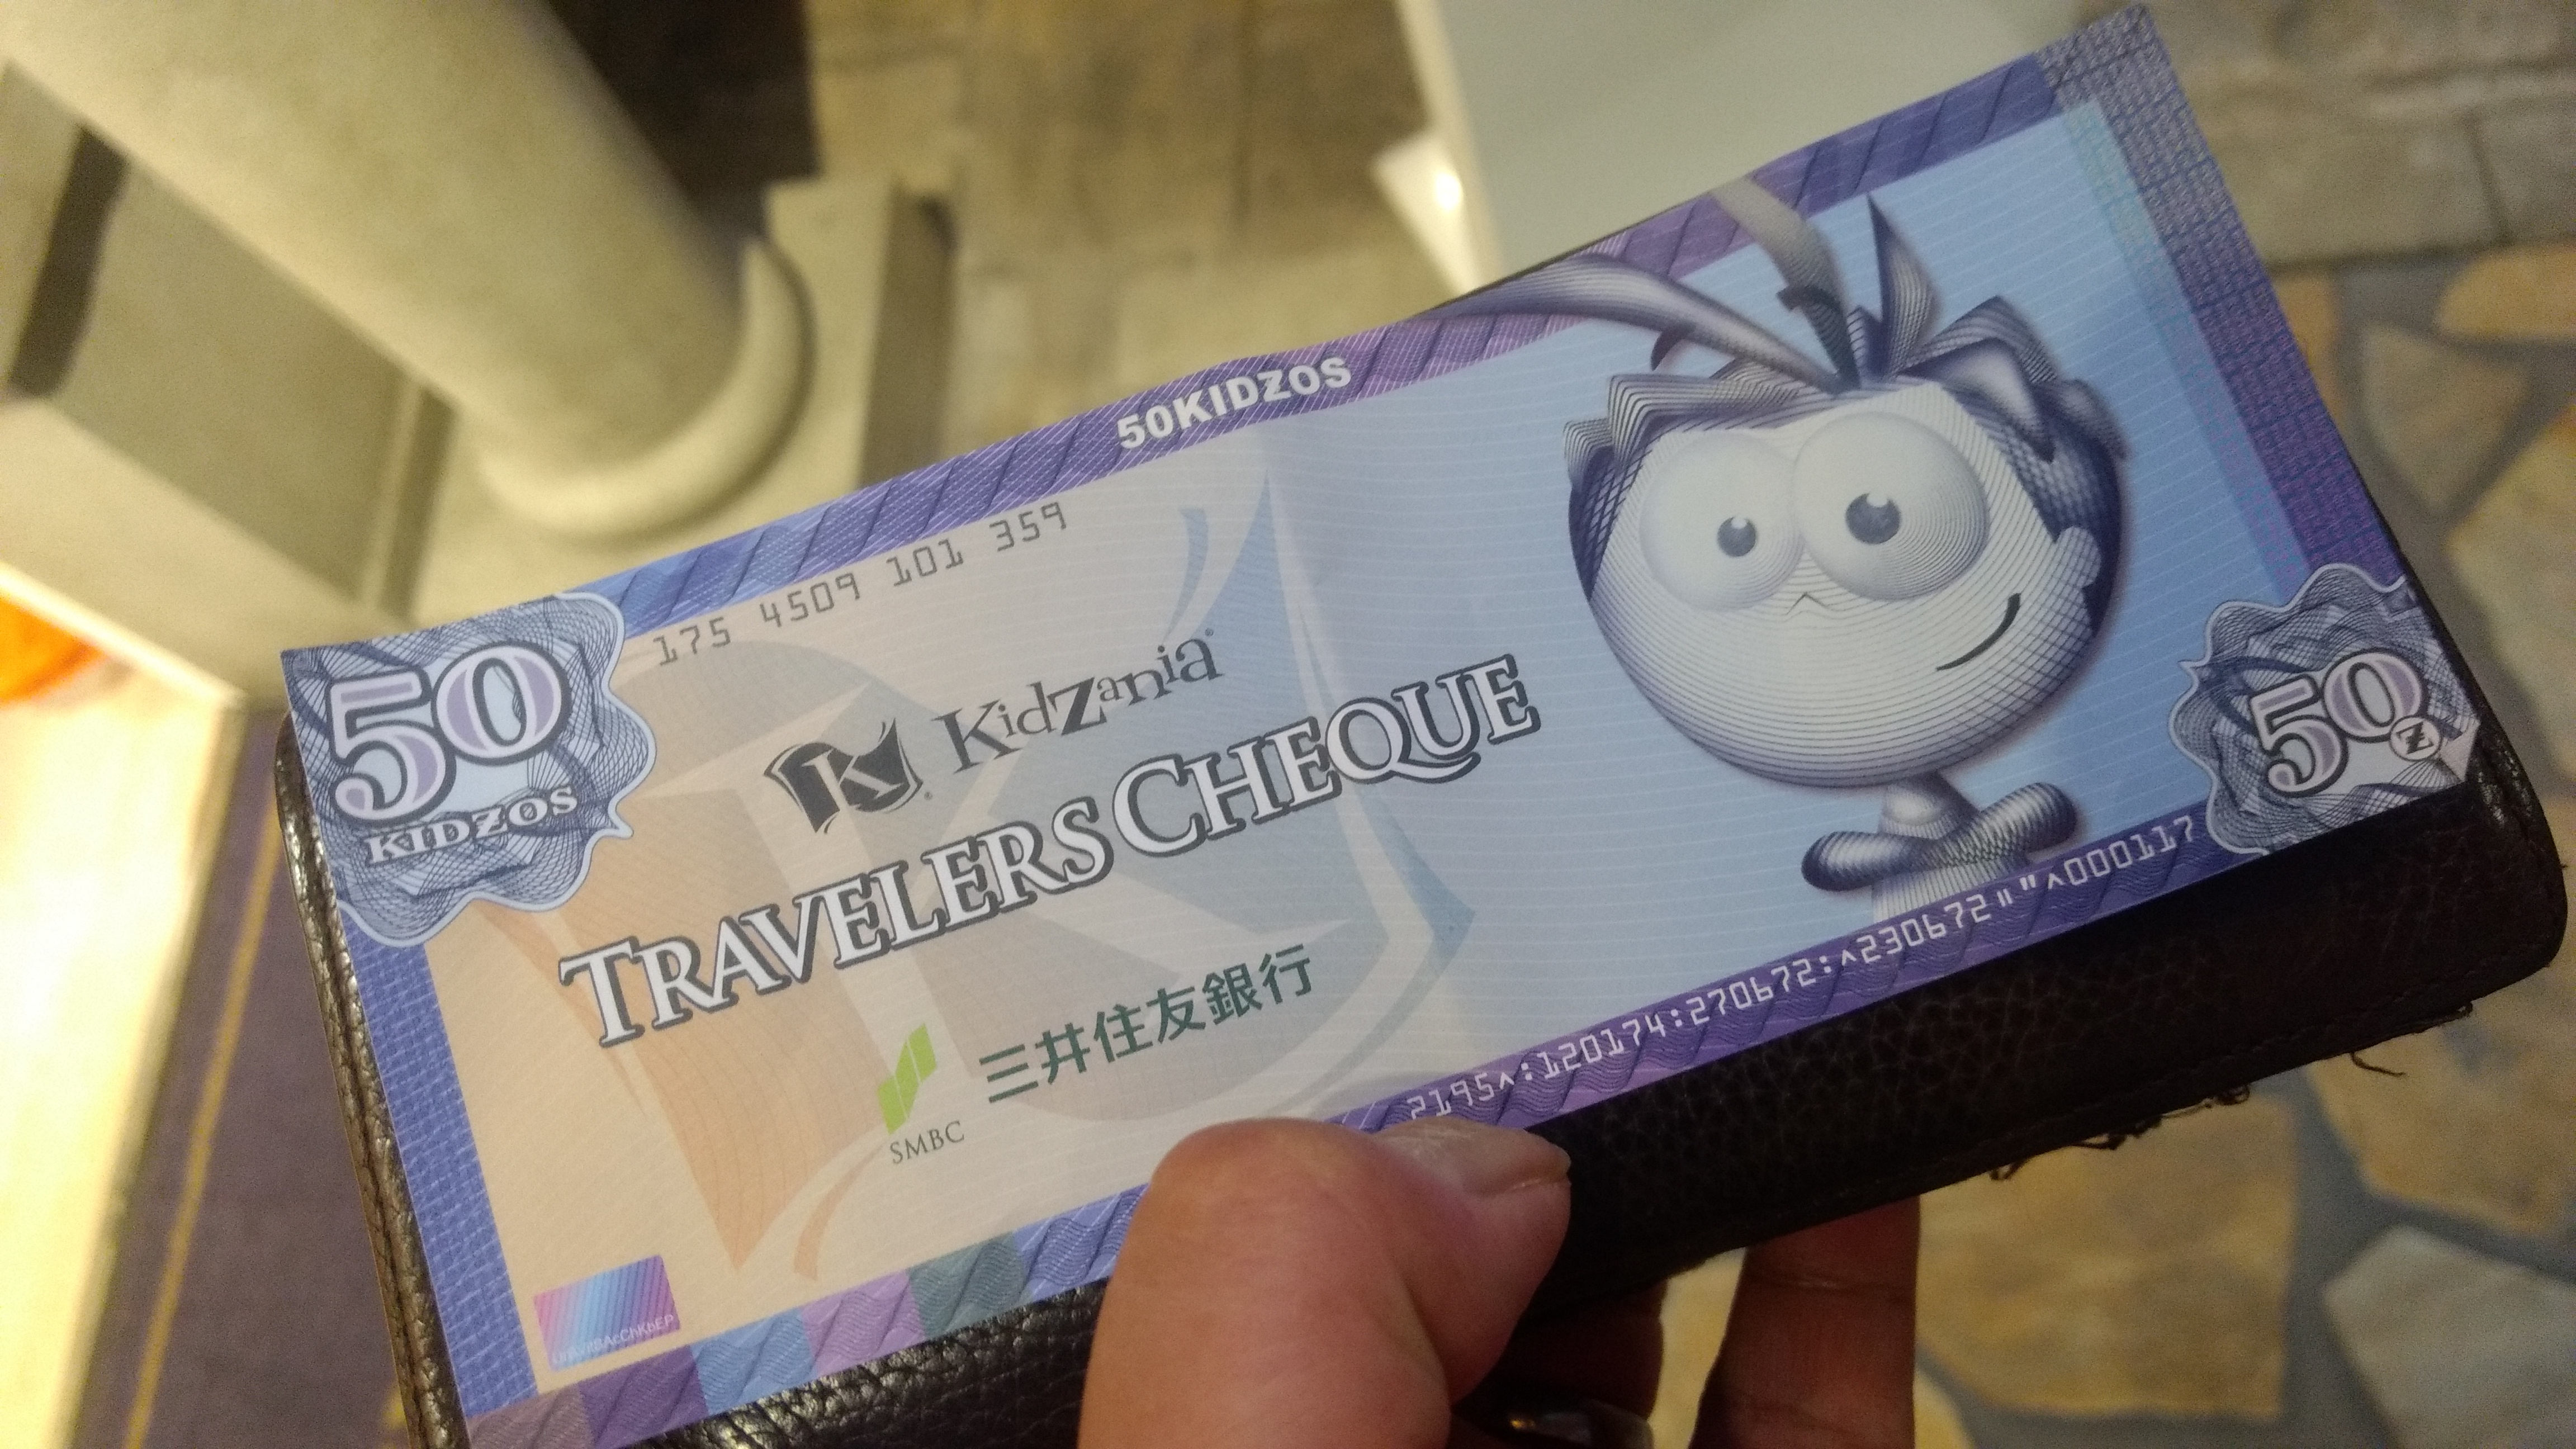 50KIDZOS
175 4509 101 359
50
KIDZOS
KidZania
TRAVELERS CHEQUE
三井住友銀行
SMBC
50
2195^:120174:270672:^230672"^000117